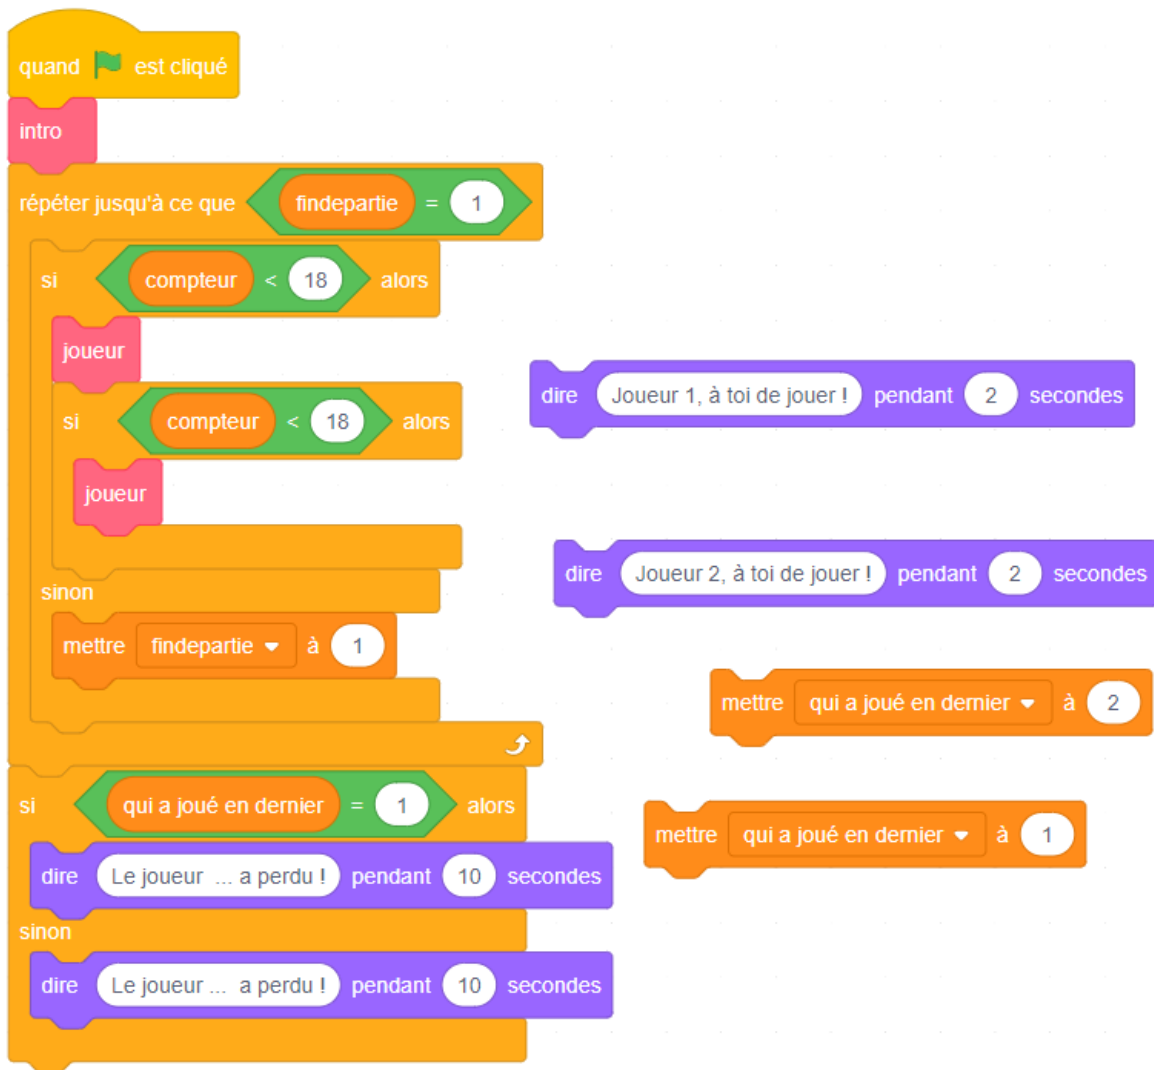 quand est cliqué
intro
répéter jusqu'à ce que findepartie = 1
si compteur < 18 alors
joueur
si compteur < 18 alors
joueur
sinon
mettre findepartie à 1
si qui a joué en dernier = 1 alors
dire Le joueur ... a perdu ! pendant 10 secondes
sinon
dire Le joueur ... a perdu ! pendant 10 secondes
dire Joueur 1, à toi de jouer ! pendant 2 secondes
dire Joueur 2, à toi de jouer ! pendant 2 secondes
mettre qui a joué en dernier à 2
mettre qui a joué en dernier à 1